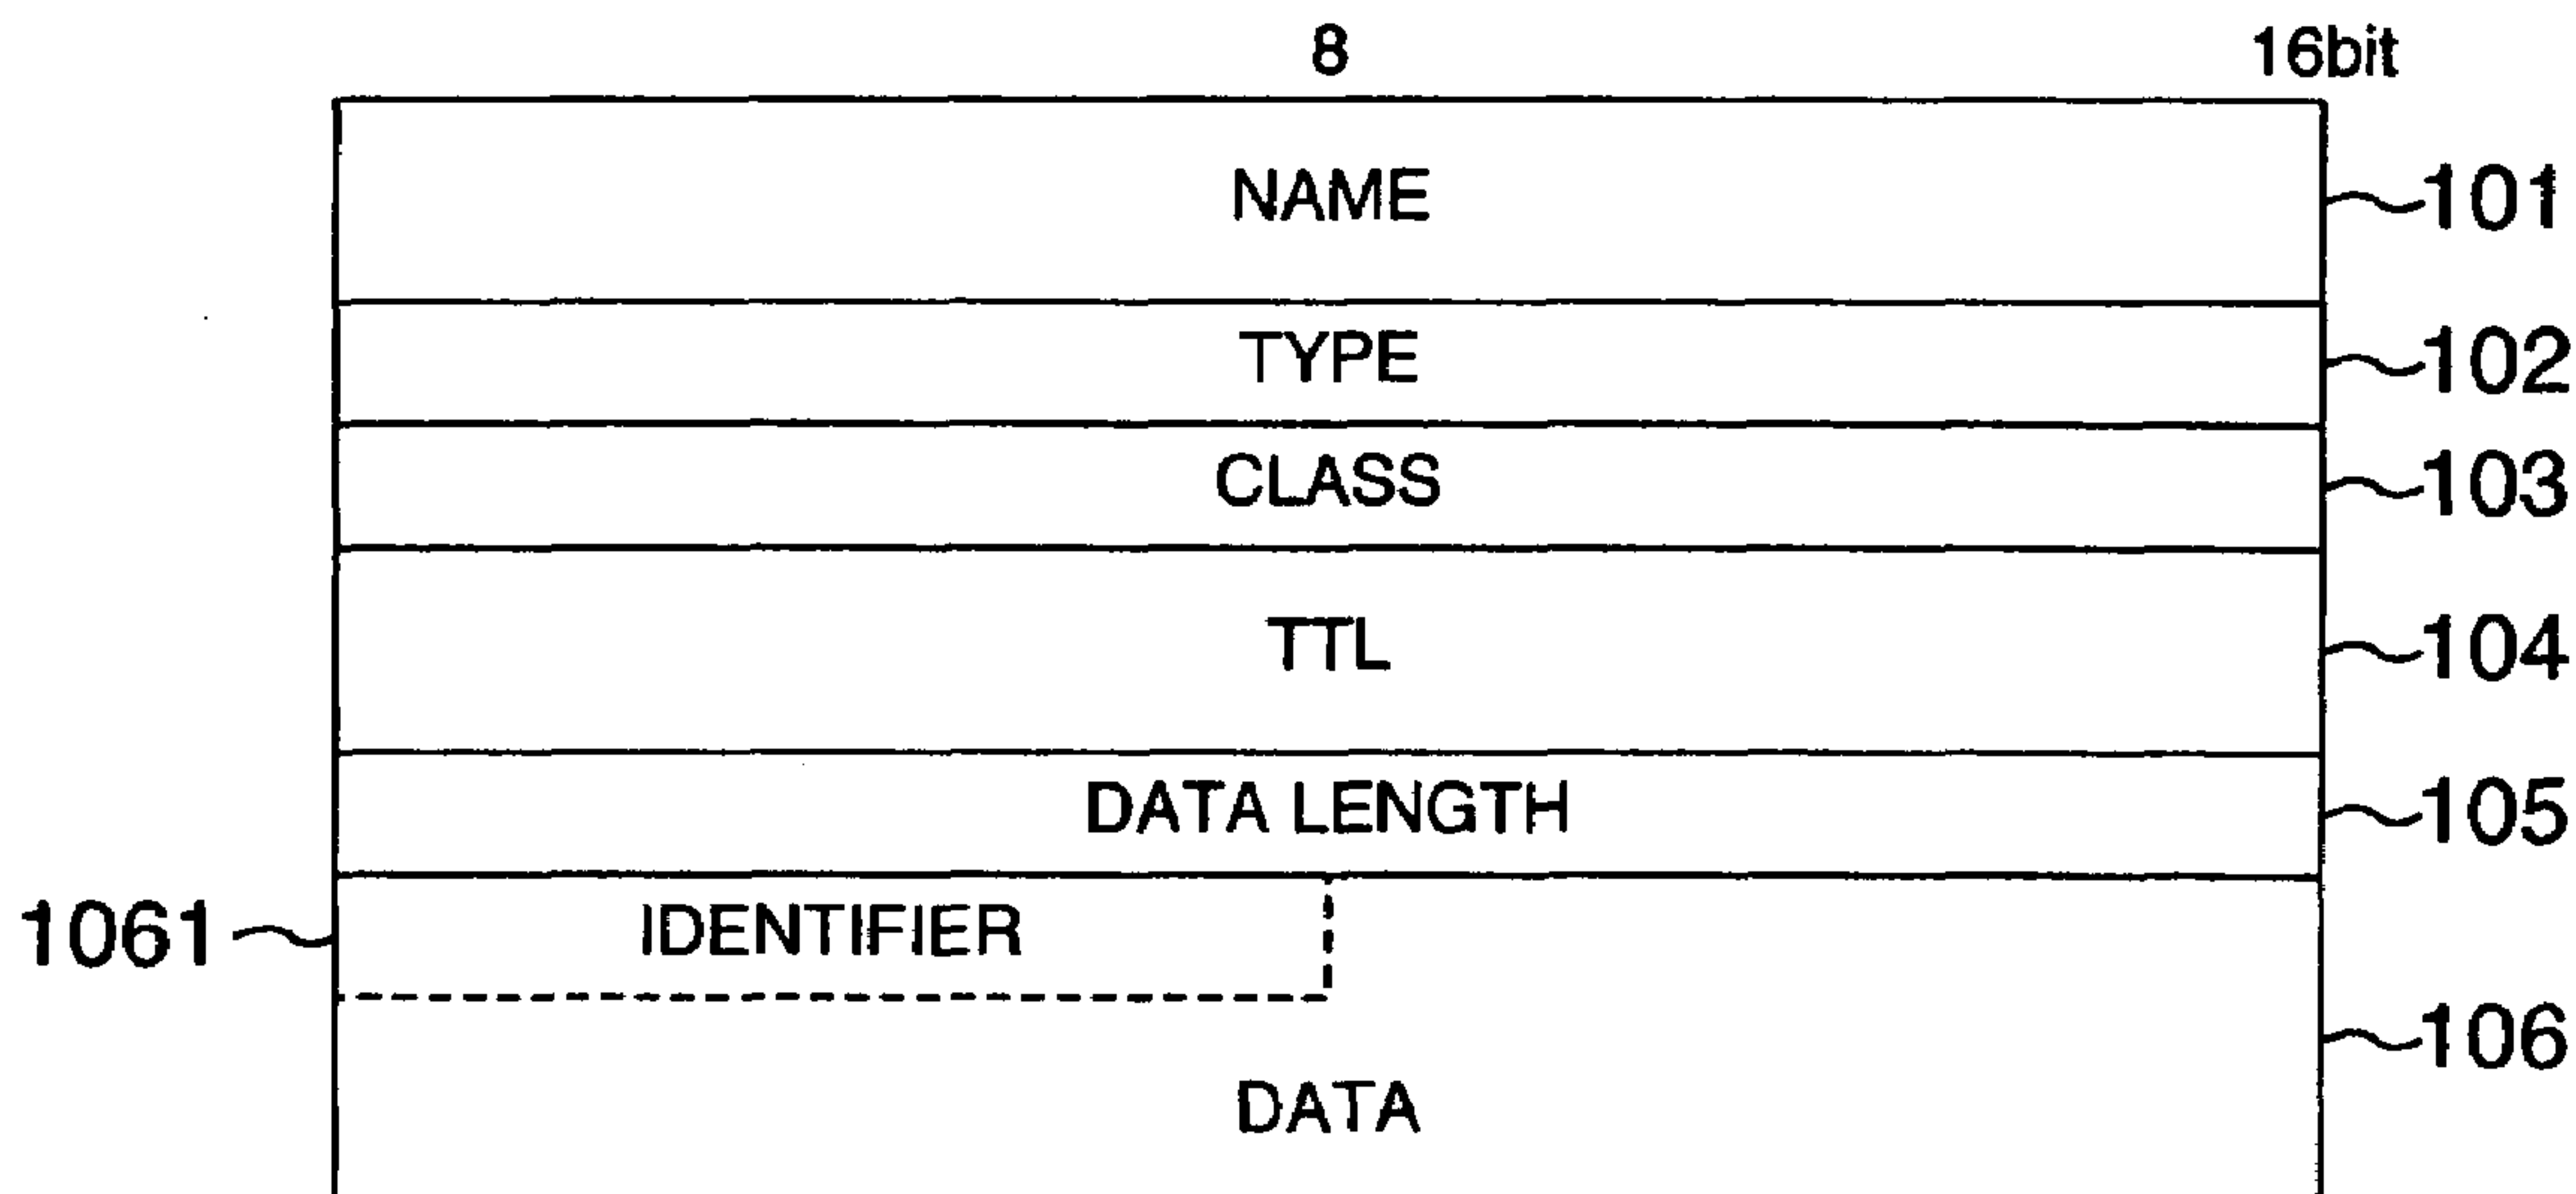 8 16bit
NAME 101
TYPE 102
CLASS 103
TTL 104
DATA LENGTH 105
1061 IDENTIFIER
106
DATA